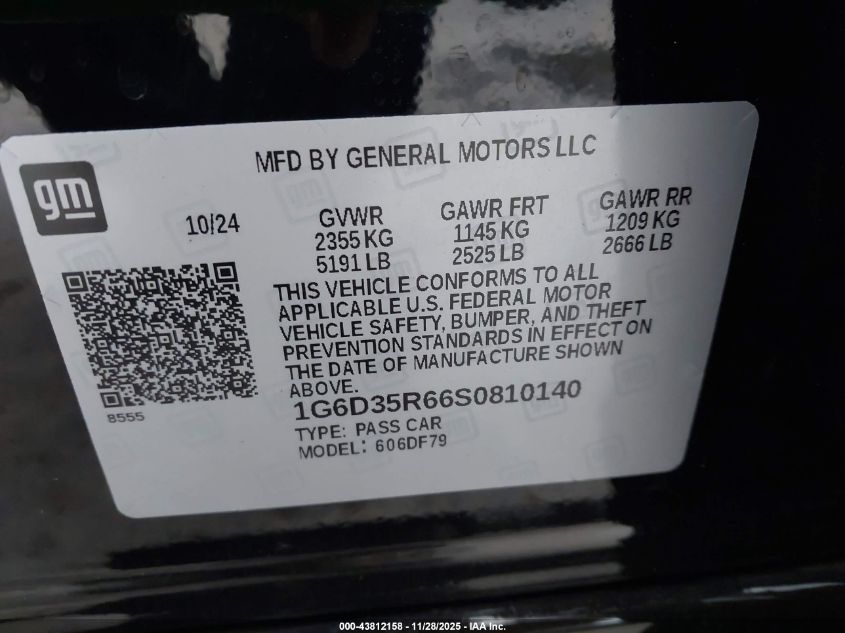 MFD BY GENERAL MOTORS LLC
gm
10/24 GVWR GAWR FRT GAWR RR
2355 KG 1145 KG 1209 KG
5191 LB 2525 LB 2666 LB
THIS VEHICLE CONFORMS TO ALL
APPLICABLE U.S. FEDERAL MOTOR
VEHICLE SAFETY, BUMPER, AND THEFT
PREVENTION STANDARDS IN EFFECT ON
THE DATE OF MANUFACTURE SHOWN
ABOVE.
8555
1G6D35R66S0810140
TYPE: PASS CAR
MODEL: 606DF79
000-43812158 - 11/28/2025 - IAA Inc.